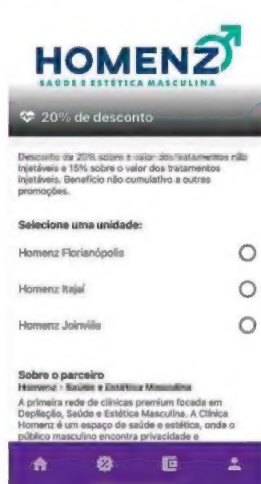 HOMENZ
SAÚDE E ESTÉTICA MASCULINA
20% de desconto
Desconto de 20% sobre o valor dos tratamentos não
injetáveis e 15% sobre o valor dos tratamentos
injetáveis. Benefício não cumulativo a outras
promoções.
Selecione uma unidade:
Homenz Florianópolis
Homenz Itajaí
Homenz Joinville
Sobre o parceiro
Homenz - Saúde e Estética Masculina
A primeira rede de clínicas premium focada em
Depilação, Saúde e Estética Masculina. A Clínica
Homenz é um espaço de saúde e estética, onde o
público masculino encontra privacidade e